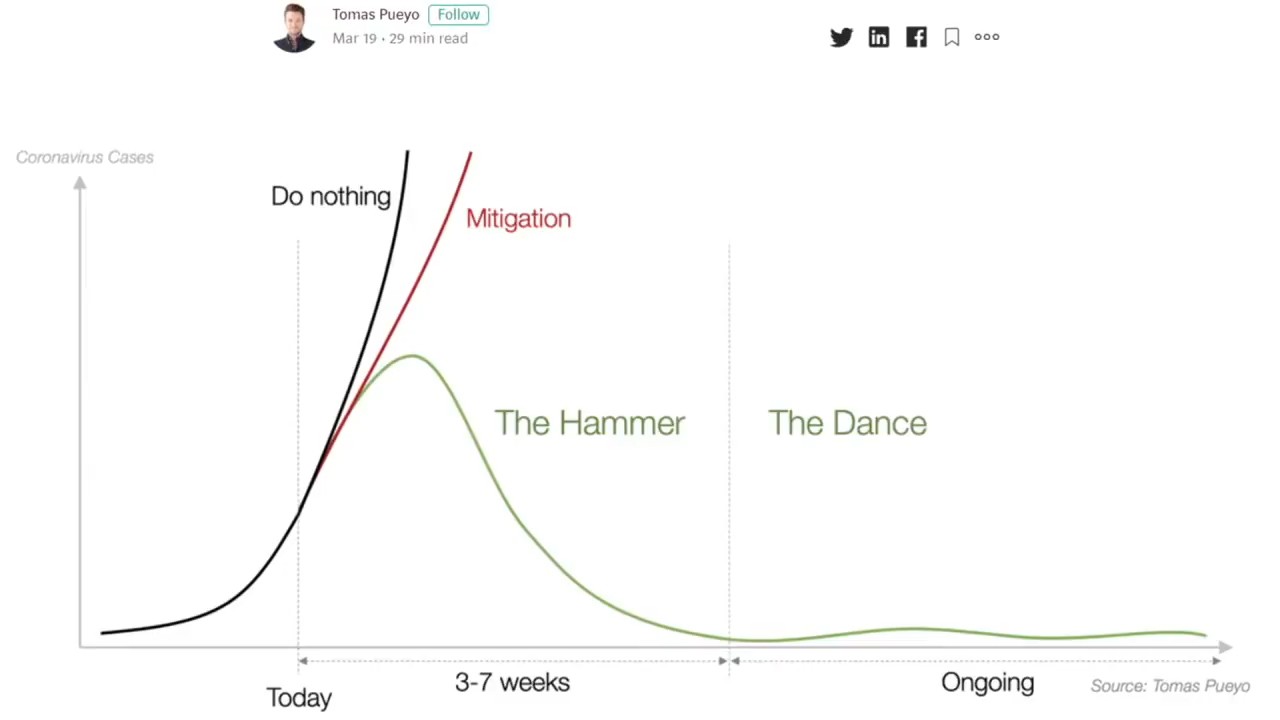 Tomas Pueyo Follow
Mar 19 · 29 min read
Coronavirus Cases
Do nothing
Mitigation
The Hammer
The Dance
3-7 weeks
Ongoing
Source: Tomas Pueyo
Today